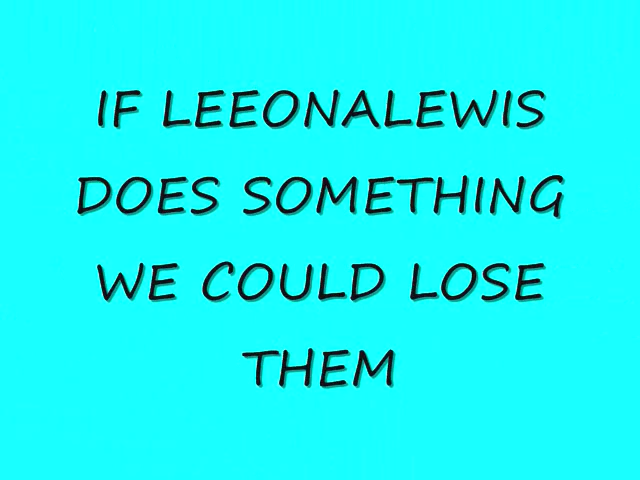 IF LEEONALEWIS
DOES SOMETHING
WE COULD LOSE
THEM